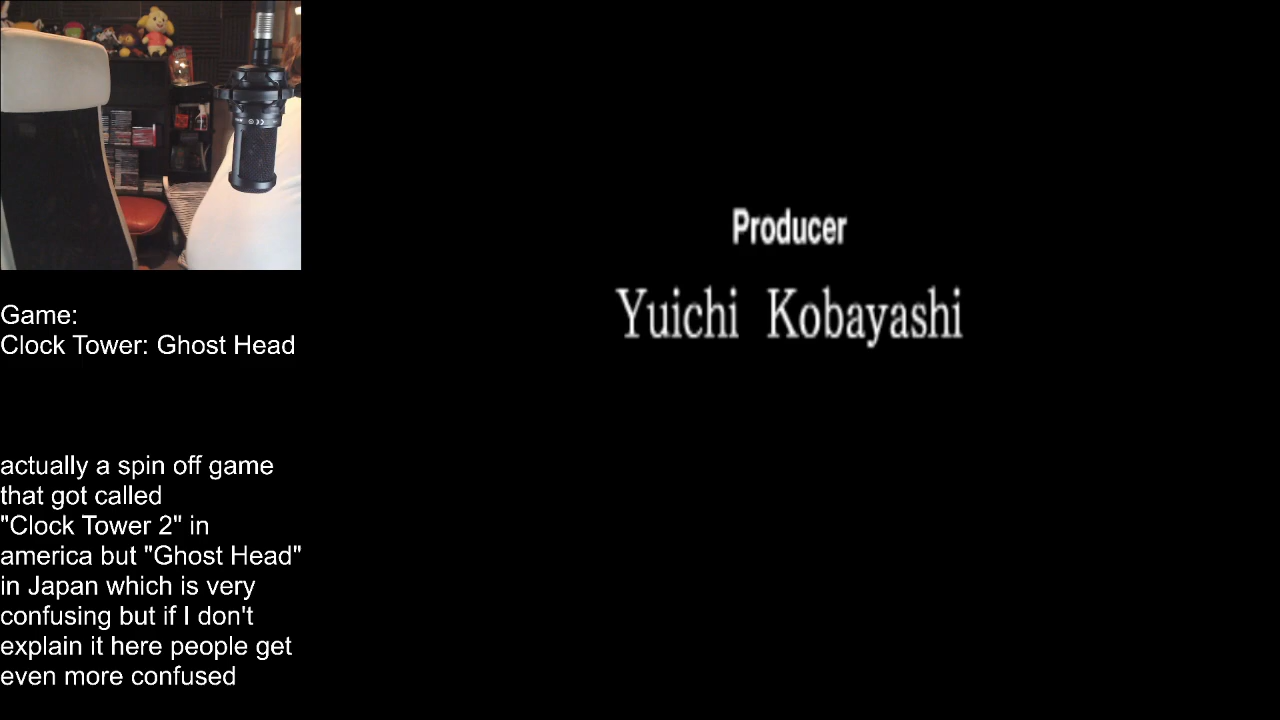 Producer
Yuichi Kobayashi
Game:
Clock Tower: Ghost Head
actually a spin off game
that got called
"Clock Tower 2" in
america but "Ghost Head"
in Japan which is very
confusing but if I don't
explain it here people get
even more confused